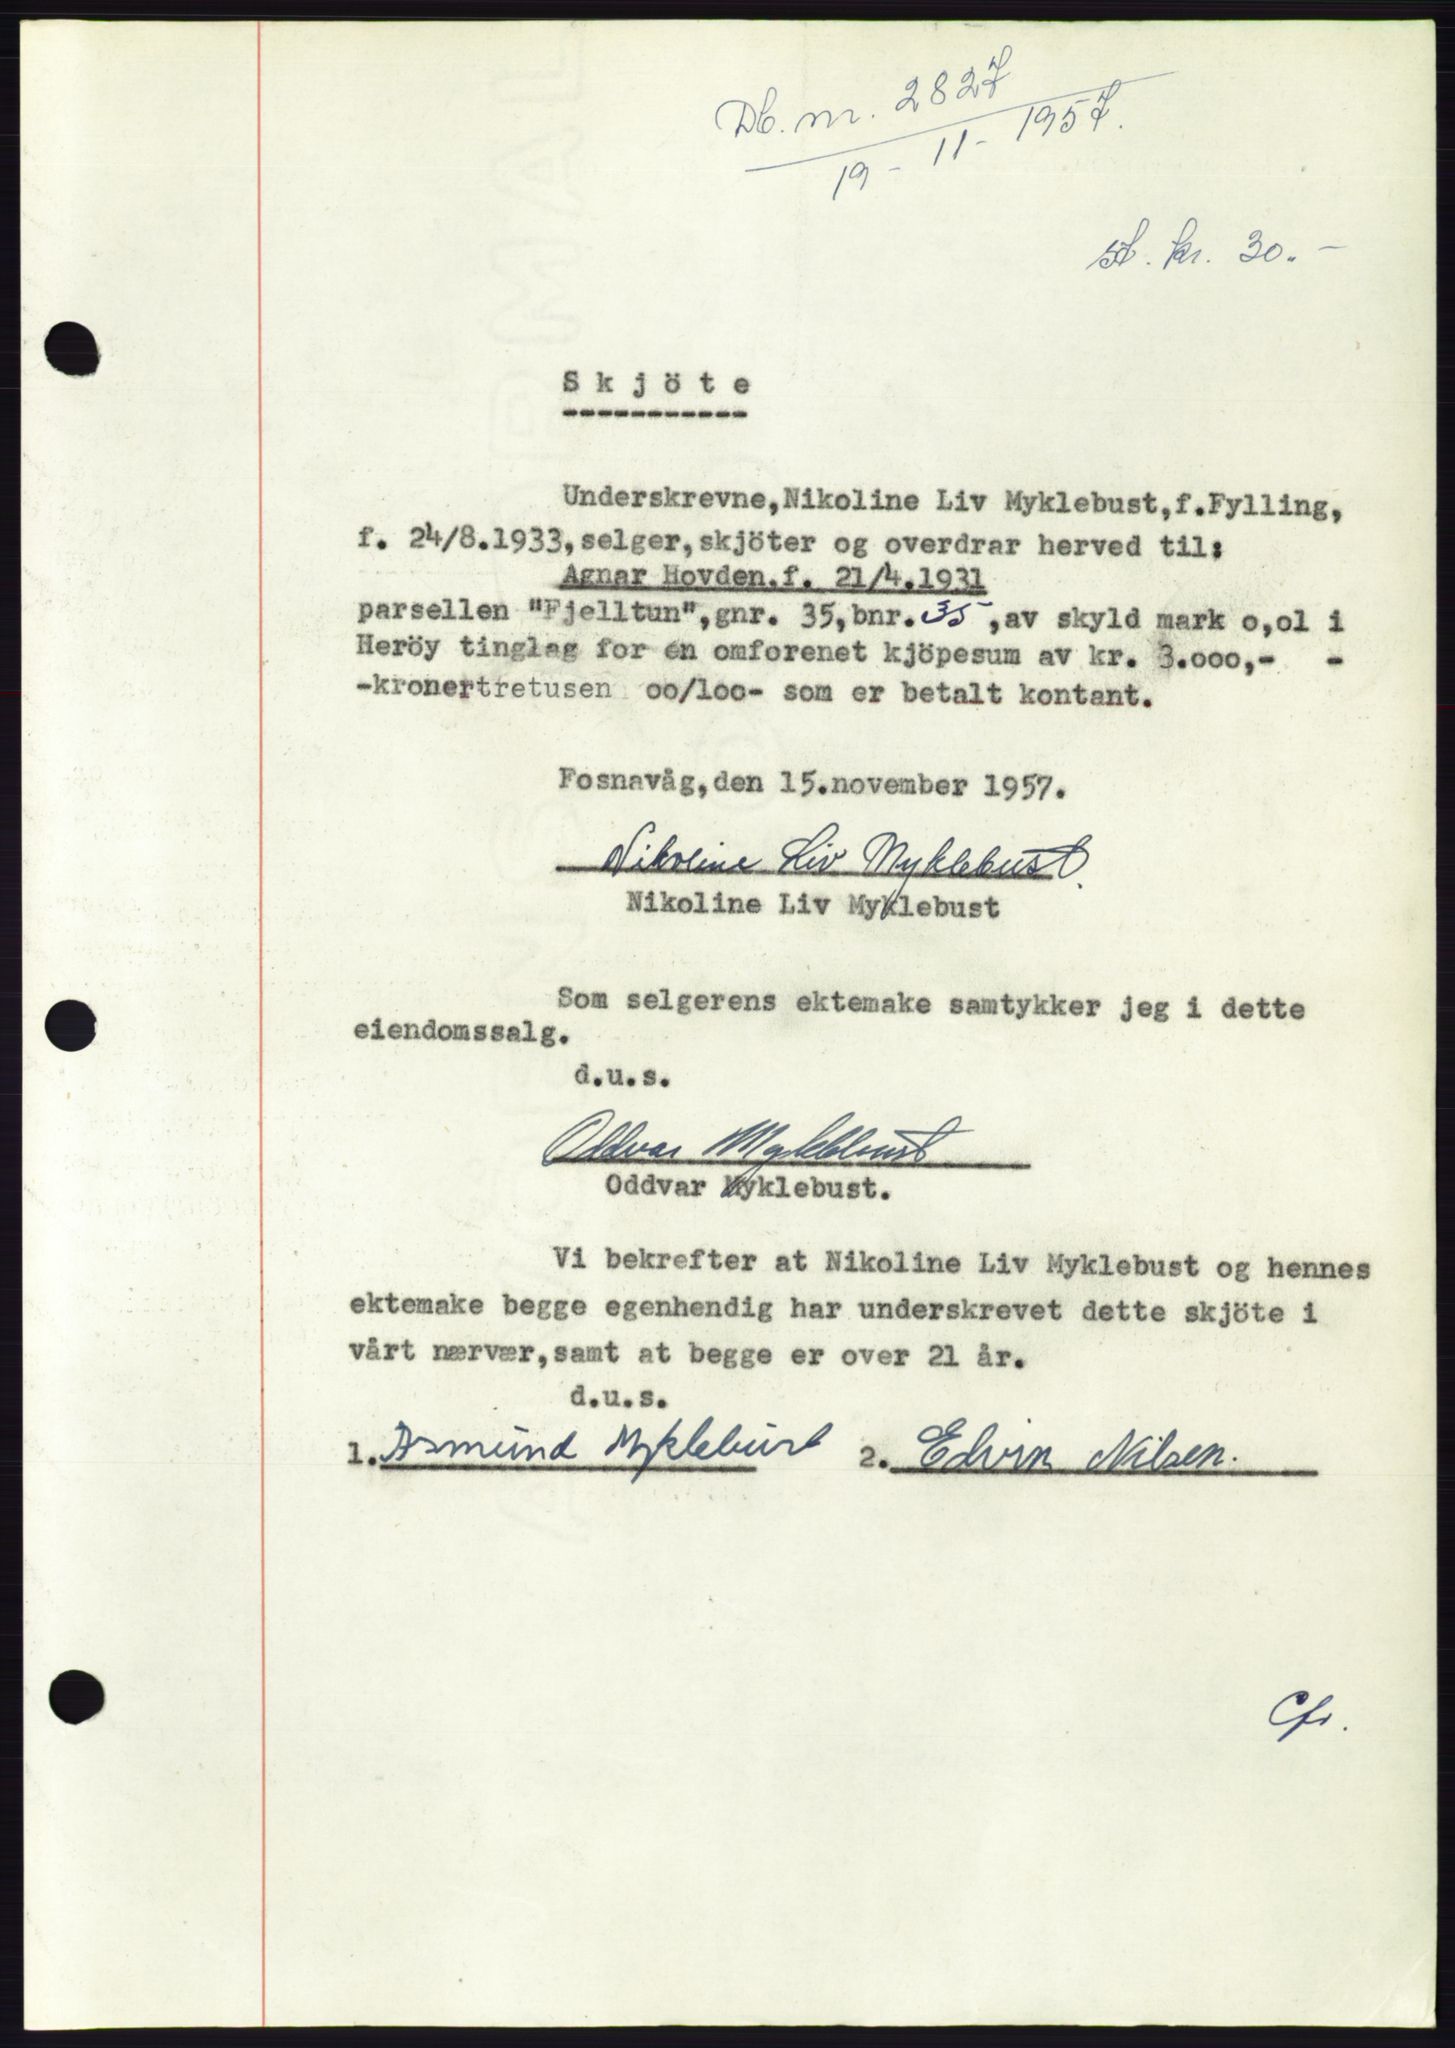 Db. nr. 2827
19 - 11 - 1957.
st. kr. 30.-
Skjöte
Underskrevne, Nikoline Liv Myklebust, f. Fylling,
f. 24/8.1933, selger, skjöter og overdrar herved til:
Agnar Hovden. f. 21/4.1931
parsellen "Fjelltun", gnr. 35, bnr. 35, av skyld mark o,ol i
Heröy tinglag for en omforenet kjöpesum av kr. 3.ooo,- -
-kronertretusen oo/loo- som er betalt kontant.
Fosnavåg, den 15. november 1957.
Nikoline Liv Myklebust.
Nikoline Liv Myklebust
Som selgerens ektemake samtykker jeg i dette
eiendomssalg.
d.u.s.
Oddvar Myklebust
Oddvar Myklebust.
Vi bekrefter at Nikoline Liv Myklebust og hennes
ektemake begge egenhendig har underskrevet dette skjöte i
vårt nærvær, samt at begge er over 21 år.
d.u.s.
1. Asmund Myklebust 2. Edvin Nilsen.
Cfr.